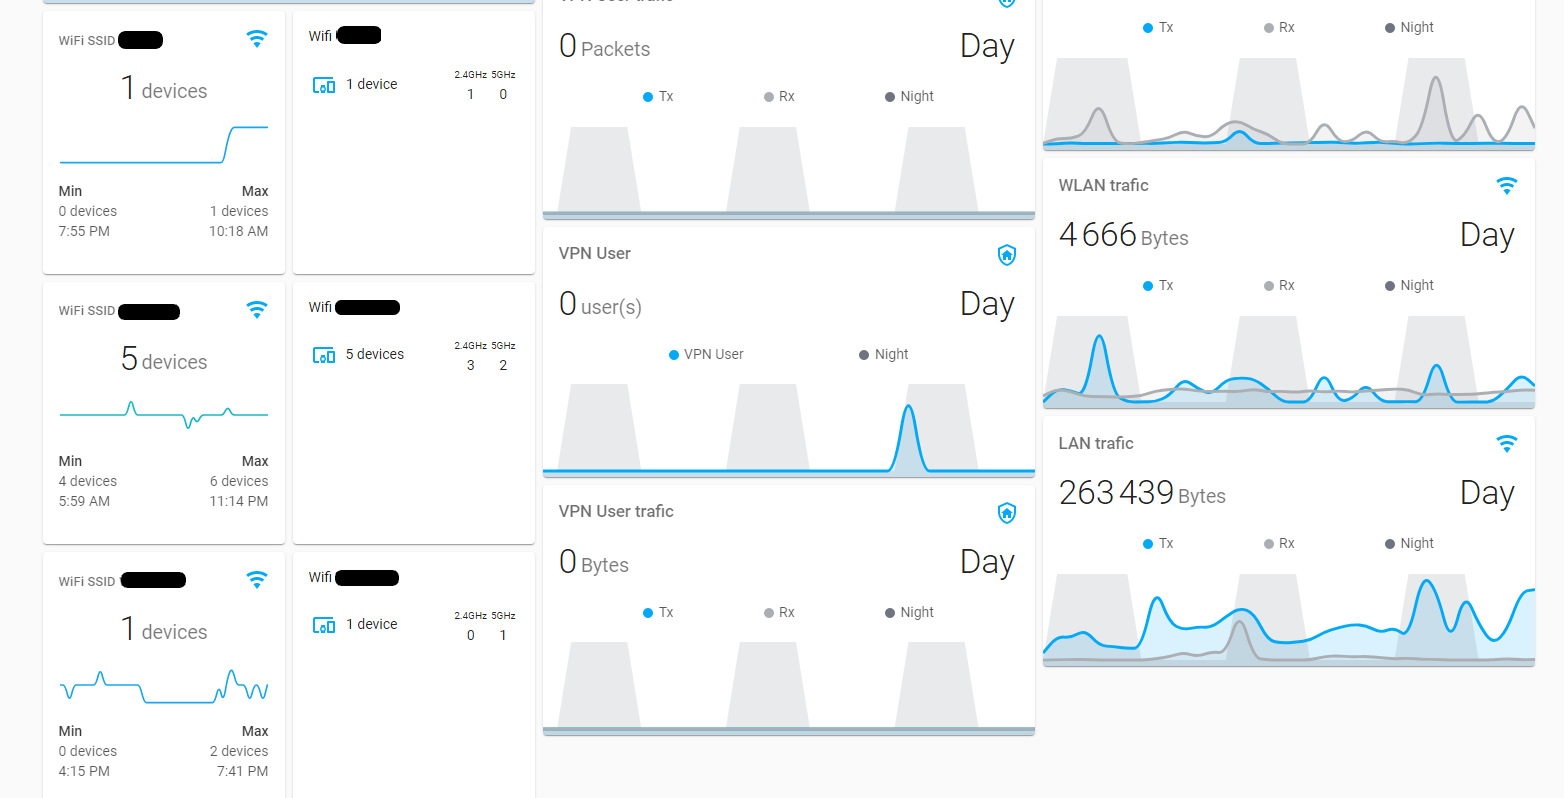 WiFi SSID
1 devices
Min Max
0 devices 1 devices
7:55 PM 10:18 AM
Wifi
1 device
2.4GHz 5GHz
1 0
WiFi SSID
5 devices
Min Max
4 devices 6 devices
5:59 AM 11:14 PM
Wifi
5 devices
2.4GHz 5GHz
3 2
WiFi SSID
1 devices
Min Max
0 devices 2 devices
4:15 PM 7:41 PM
Wifi
1 device
2.4GHz 5GHz
0 1
VPN User trafic
0 Packets Day
Tx Rx Night
VPN User
0 user(s) Day
VPN User Night
VPN User trafic
0 Bytes Day
Tx Rx Night
Tx Rx Night
WLAN trafic
4 666 Bytes Day
Tx Rx Night
LAN trafic
263 439 Bytes Day
Tx Rx Night